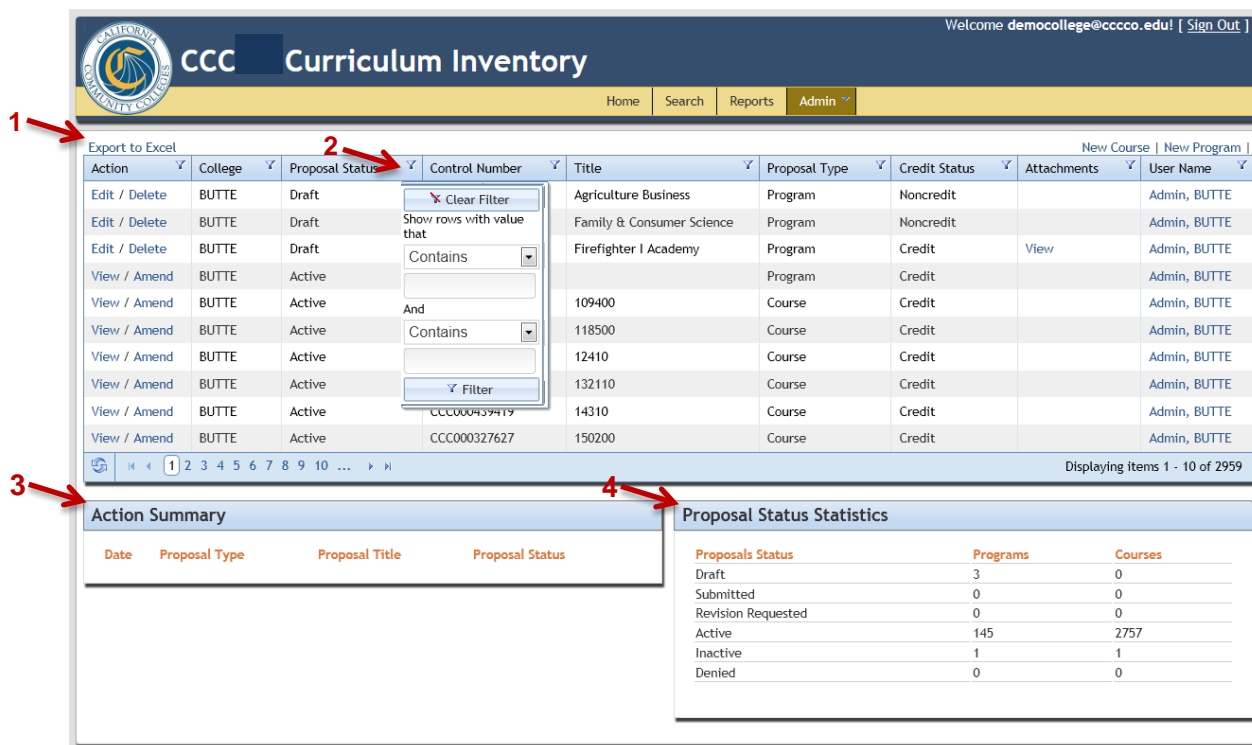 Welcome democollege@cccco.edu! [ Sign Out ]
CALIFORNIA COMMUNITY COLLEGES
CCC Curriculum Inventory
Home Search Reports Admin
1
2
Export to Excel New Course | New Program |
Action College Proposal Status Control Number Title Proposal Type Credit Status Attachments User Name
Edit / Delete BUTTE Draft Agriculture Business Program Noncredit Admin, BUTTE
Edit / Delete BUTTE Draft Family & Consumer Science Program Noncredit Admin, BUTTE
Edit / Delete BUTTE Draft Firefighter I Academy Program Credit View Admin, BUTTE
View / Amend BUTTE Active Program Credit Admin, BUTTE
View / Amend BUTTE Active 109400 Course Credit Admin, BUTTE
View / Amend BUTTE Active 118500 Course Credit Admin, BUTTE
View / Amend BUTTE Active 12410 Course Credit Admin, BUTTE
View / Amend BUTTE Active 132110 Course Credit Admin, BUTTE
View / Amend BUTTE Active CCC000439419 14310 Course Credit Admin, BUTTE
View / Amend BUTTE Active CCC000327627 150200 Course Credit Admin, BUTTE
Clear Filter
Show rows with value
that
Contains
And
Contains
Filter
1 2 3 4 5 6 7 8 9 10 ... Displaying items 1 - 10 of 2959
3
Action Summary
Date Proposal Type Proposal Title Proposal Status
4
Proposal Status Statistics
Proposals Status Programs Courses
Draft 3 0
Submitted 0 0
Revision Requested 0 0
Active 145 2757
Inactive 1 1
Denied 0 0